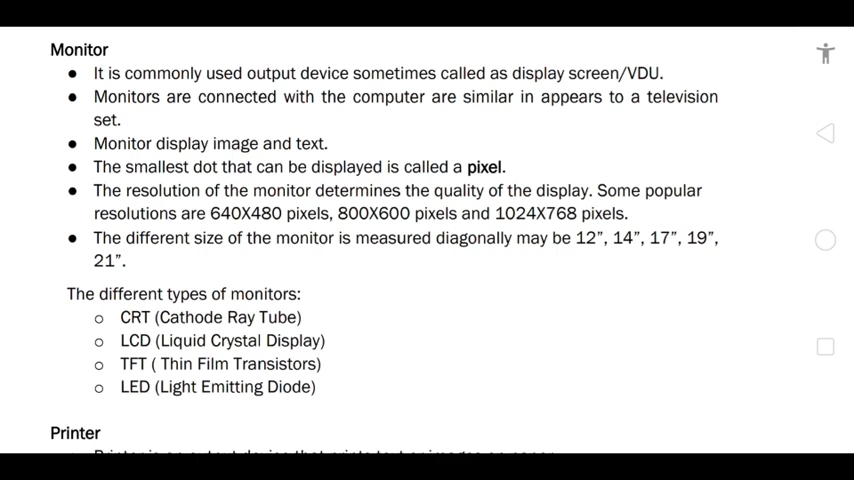 Monitor
● It is commonly used output device sometimes called as display screen/VDU.
● Monitors are connected with the computer are similar in appears to a television
set.
● Monitor display image and text.
● The smallest dot that can be displayed is called a pixel.
● The resolution of the monitor determines the quality of the display. Some popular
resolutions are 640X480 pixels, 800X600 pixels and 1024X768 pixels.
● The different size of the monitor is measured diagonally may be 12”, 14”, 17”, 19”,
21”.
The different types of monitors:
○ CRT (Cathode Ray Tube)
○ LCD (Liquid Crystal Display)
○ TFT ( Thin Film Transistors)
○ LED (Light Emitting Diode)
Printer